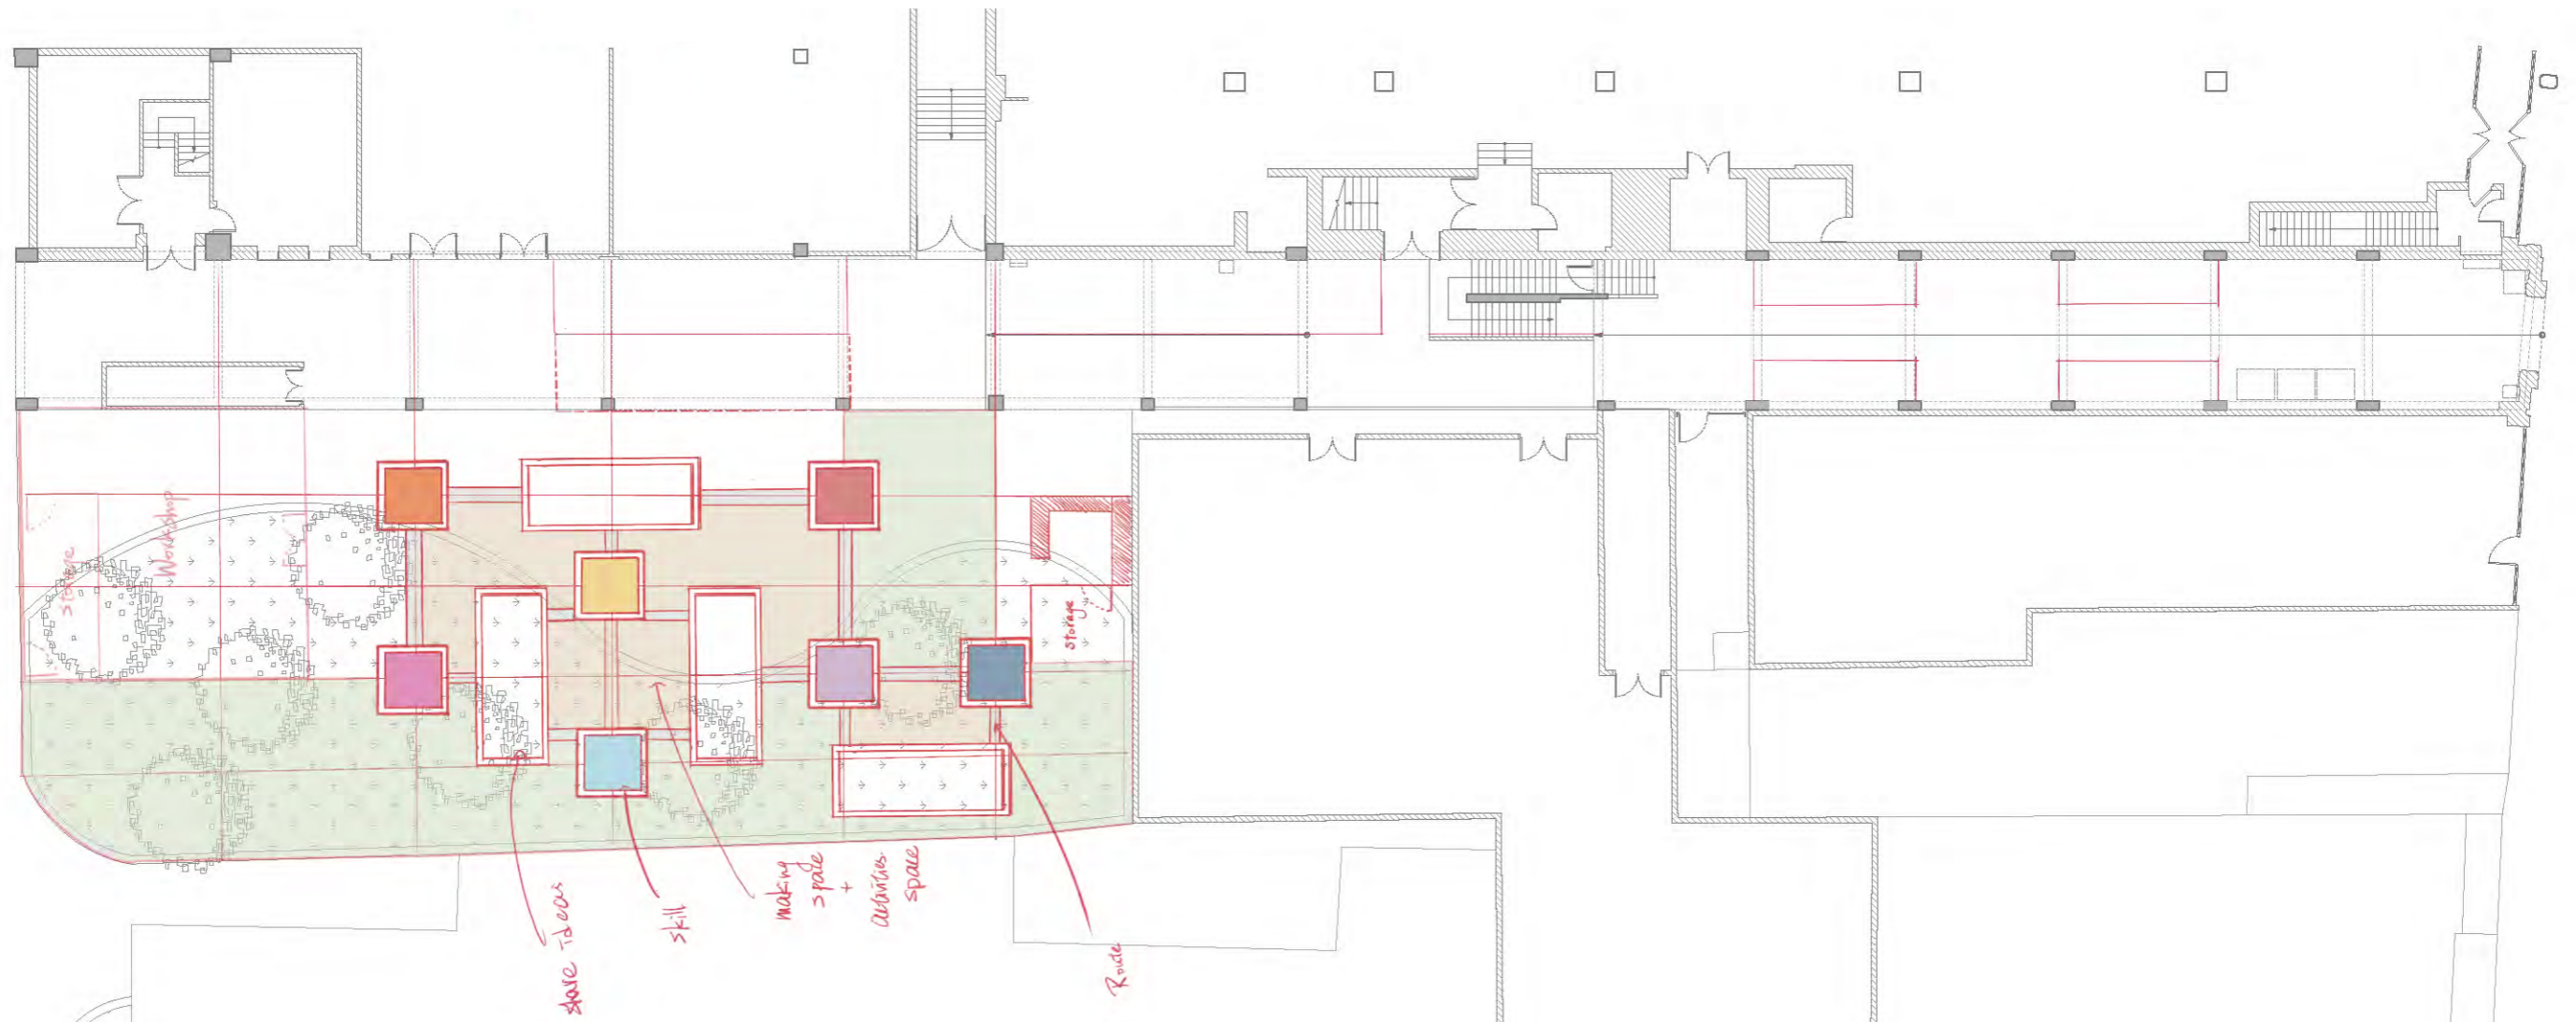 storage
Workshop
storage
share ideas
skill
making
space
+
activities
space
Route